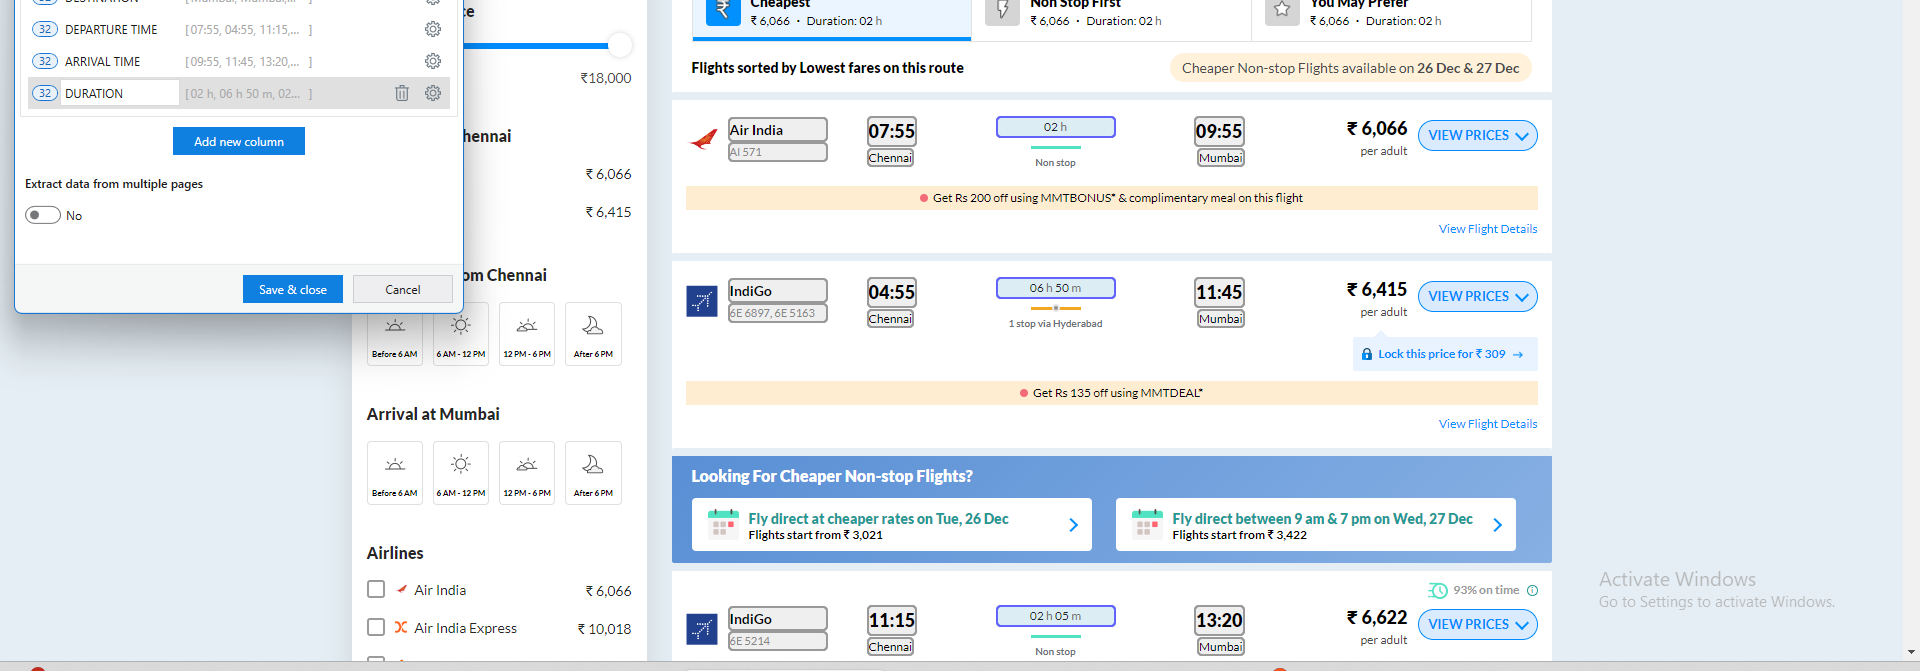 DESTINATION [Mumbai, Mumbai,... ]
32 DEPARTURE TIME [07:55, 04:55, 11:15,... ]
32 ARRIVAL TIME [09:55, 11:45, 13:20,... ]
32 DURATION [02 h, 06 h 50 m, 02... ]
Add new column
Extract data from multiple pages
No
Save & close Cancel
te
₹18,000
hennai
₹ 6,066
₹ 6,415
om Chennai
Before 6 AM 6 AM - 12 PM 12 PM - 6 PM After 6 PM
Arrival at Mumbai
Before 6 AM 6 AM - 12 PM 12 PM - 6 PM After 6 PM
Airlines
Air India ₹ 6,066
Air India Express ₹ 10,018
Cheapest
₹ 6,066 · Duration: 02 h
Non Stop First
₹ 6,066 · Duration: 02 h
You May Prefer
₹ 6,110 · Duration: 02 h
Flights sorted by Lowest fares on this route
Cheaper Non-stop Flights available on 26 Dec & 27 Dec
Air India 07:55 02 h 09:55 ₹ 6,066 VIEW PRICES
AI 571 Chennai Non stop Mumbai per adult
Get Rs 200 off using MMTBONUS* & complimentary meal on this flight
View Flight Details
IndiGo 04:55 06 h 50 m 11:45 ₹ 6,415 VIEW PRICES
6E 6897, 6E 5163 Chennai 1 stop via Hyderabad Mumbai per adult
Lock this price for ₹ 309 →
Get Rs 135 off using MMTDEAL*
View Flight Details
Looking For Cheaper Non-stop Flights?
Fly direct at cheaper rates on Tue, 26 Dec
Flights start from ₹ 3,021
Fly direct between 9 am & 7 pm on Wed, 27 Dec
Flights start from ₹ 3,422
93% on time
IndiGo 11:15 02 h 05 m 13:20 ₹ 6,622 VIEW PRICES
6E 5214 Chennai Non stop Mumbai per adult
Activate Windows
Go to Settings to activate Windows.